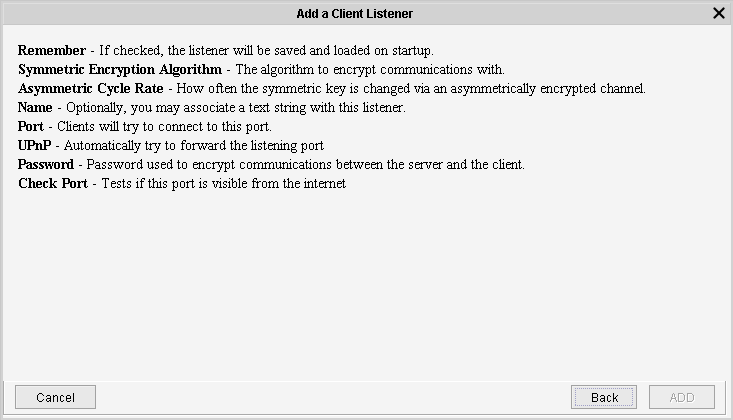 Add a Client Listener
Remember - If checked, the listener will be saved and loaded on startup.
Symmetric Encryption Algorithm - The algorithm to encrypt communications with.
Asymmetric Cycle Rate - How often the symmetric key is changed via an asymmetrically encrypted channel.
Name - Optionally, you may associate a text string with this listener.
Port - Clients will try to connect to this port.
UPnP - Automatically try to forward the listening port
Password - Password used to encrypt communications between the server and the client.
Check Port - Tests if this port is visible from the internet
Cancel
Back
ADD